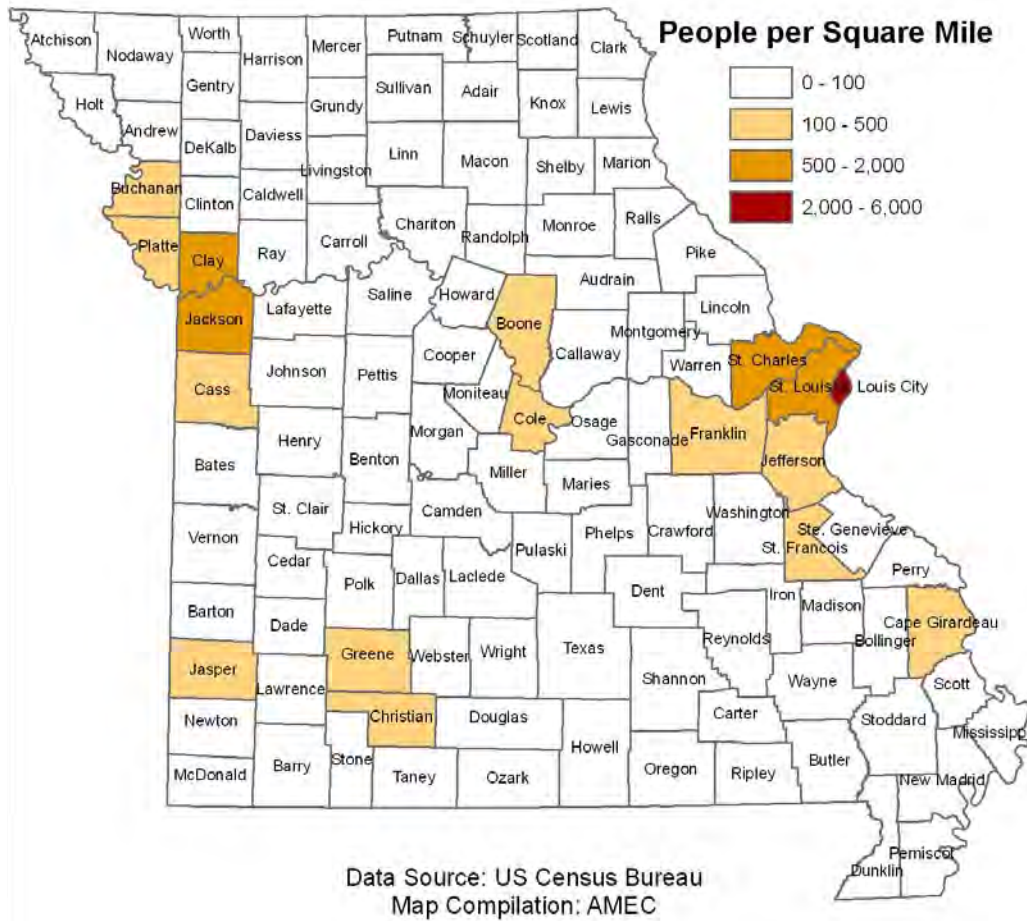 People per Square Mile
0 - 100
100 - 500
500 - 2,000
2,000 - 6,000
Atchison
Nodaway
Worth
Harrison
Mercer
Putnam
Schuyler
Scotland
Clark
Holt
Gentry
Grundy
Sullivan
Adair
Knox
Lewis
Andrew
DeKalb
Daviess
Livingston
Linn
Macon
Shelby
Marion
Buchanan
Clinton
Caldwell
Chariton
Randolph
Monroe
Ralls
Platte
Clay
Ray
Carroll
Pike
Audrain
Jackson
Lafayette
Saline
Howard
Boone
Callaway
Montgomery
Lincoln
Warren
St. Charles
St. Louis
Louis City
Cass
Johnson
Pettis
Cooper
Moniteau
Cole
Osage
Gasconade
Franklin
Jefferson
Bates
Henry
Benton
Morgan
Miller
Maries
Vernon
St. Clair
Hickory
Camden
Pulaski
Phelps
Crawford
Washington
Ste. Genevieve
St. Francois
Perry
Cedar
Polk
Dallas
Laclede
Dent
Iron
Madison
Bollinger
Cape Girardeau
Barton
Dade
Greene
Webster
Wright
Texas
Reynolds
Jasper
Lawrence
Christian
Douglas
Shannon
Wayne
Scott
Newton
Stone
Howell
Carter
Stoddard
Mississippi
McDonald
Barry
Taney
Ozark
Oregon
Ripley
Butler
New Madrid
Dunklin
Pemiscot
Data Source: US Census Bureau
Map Compilation: AMEC